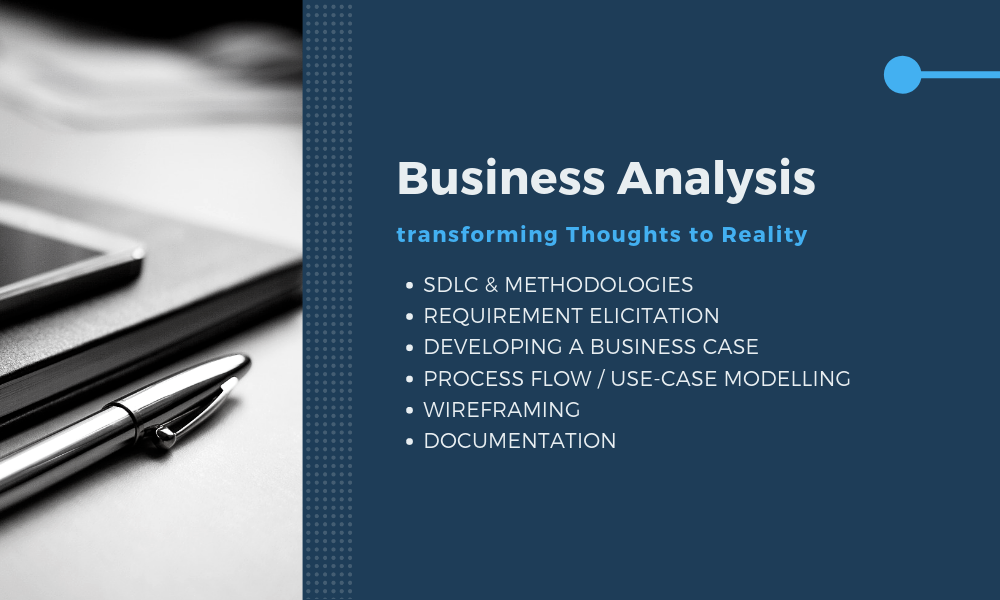 Business Analysis
transforming Thoughts to Reality
• SDLC & METHODOLOGIES
• REQUIREMENT ELICITATION
• DEVELOPING A BUSINESS CASE
• PROCESS FLOW / USE-CASE MODELLING
• WIREFRAMING
• DOCUMENTATION